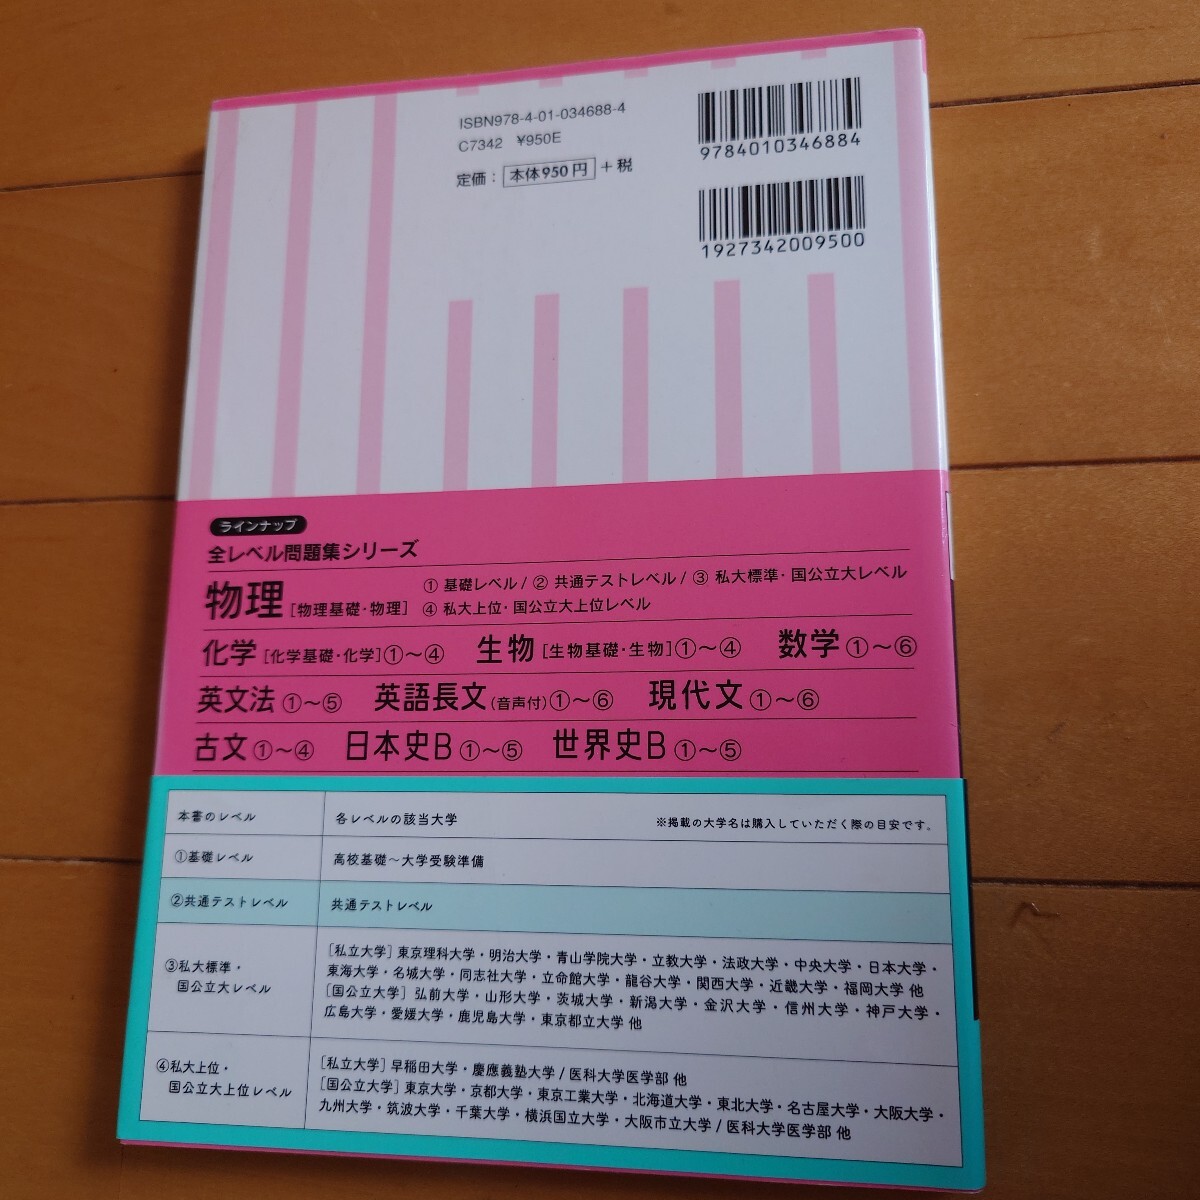 ISBN978-4-01-034688-4
C7342 ¥950E
定価： 本体950円 ＋税
9784010346884
1927342009500
ラインナップ
全レベル問題集シリーズ
物理 [物理基礎・物理] ① 基礎レベル / ② 共通テストレベル / ③ 私大標準・国公立大レベル
④ 私大上位・国公立大上位レベル
化学 [化学基礎・化学] ①〜④ 生物 [生物基礎・生物] ①〜④ 数学 ①〜⑥
英文法 ①〜⑤ 英語長文 (音声付) ①〜⑥ 現代文 ①〜⑥
古文 ①〜④ 日本史B ①〜⑤ 世界史B ①〜⑤
本書のレベル 各レベルの該当大学 ※掲載の大学名は購入していただく際の目安です。
①基礎レベル 高校基礎〜大学受験準備
②共通テストレベル 共通テストレベル
③私大標準・
国公立大レベル
[私立大学] 東京理科大学・明治大学・青山学院大学・立教大学・法政大学・中央大学・日本大学・
東海大学・名城大学・同志社大学・立命館大学・龍谷大学・関西大学・近畿大学・福岡大学 他
[国公立大学] 弘前大学・山形大学・茨城大学・新潟大学・金沢大学・信州大学・神戸大学・
広島大学・愛媛大学・鹿児島大学・東京都立大学 他
④私大上位・
国公立大上位レベル
[私立大学] 早稲田大学・慶應義塾大学 / 医科大学医学部 他
[国公立大学] 東京大学・京都大学・東京工業大学・北海道大学・東北大学・名古屋大学・大阪大学・
九州大学・筑波大学・千葉大学・横浜国立大学・大阪市立大学 / 医科大学医学部 他